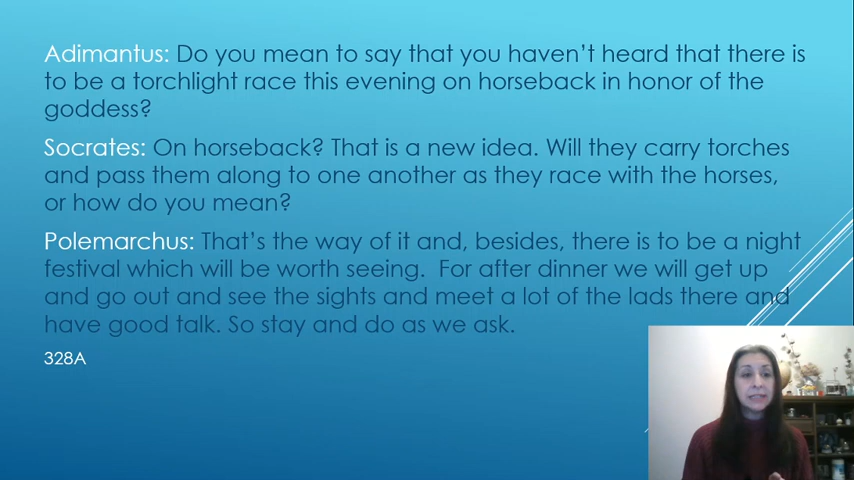 Adimantus: Do you mean to say that you haven't heard that there is
to be a torchlight race this evening on horseback in honor of the
goddess?
Socrates: On horseback? That is a new idea. Will they carry torches
and pass them along to one another as they race with the horses,
or how do you mean?
Polemarchus: That's the way of it and, besides, there is to be a night
festival which will be worth seeing.  For after dinner we will get up
and go out and see the sights and meet a lot of the lads there and
have good talk. So stay and do as we ask.
328A